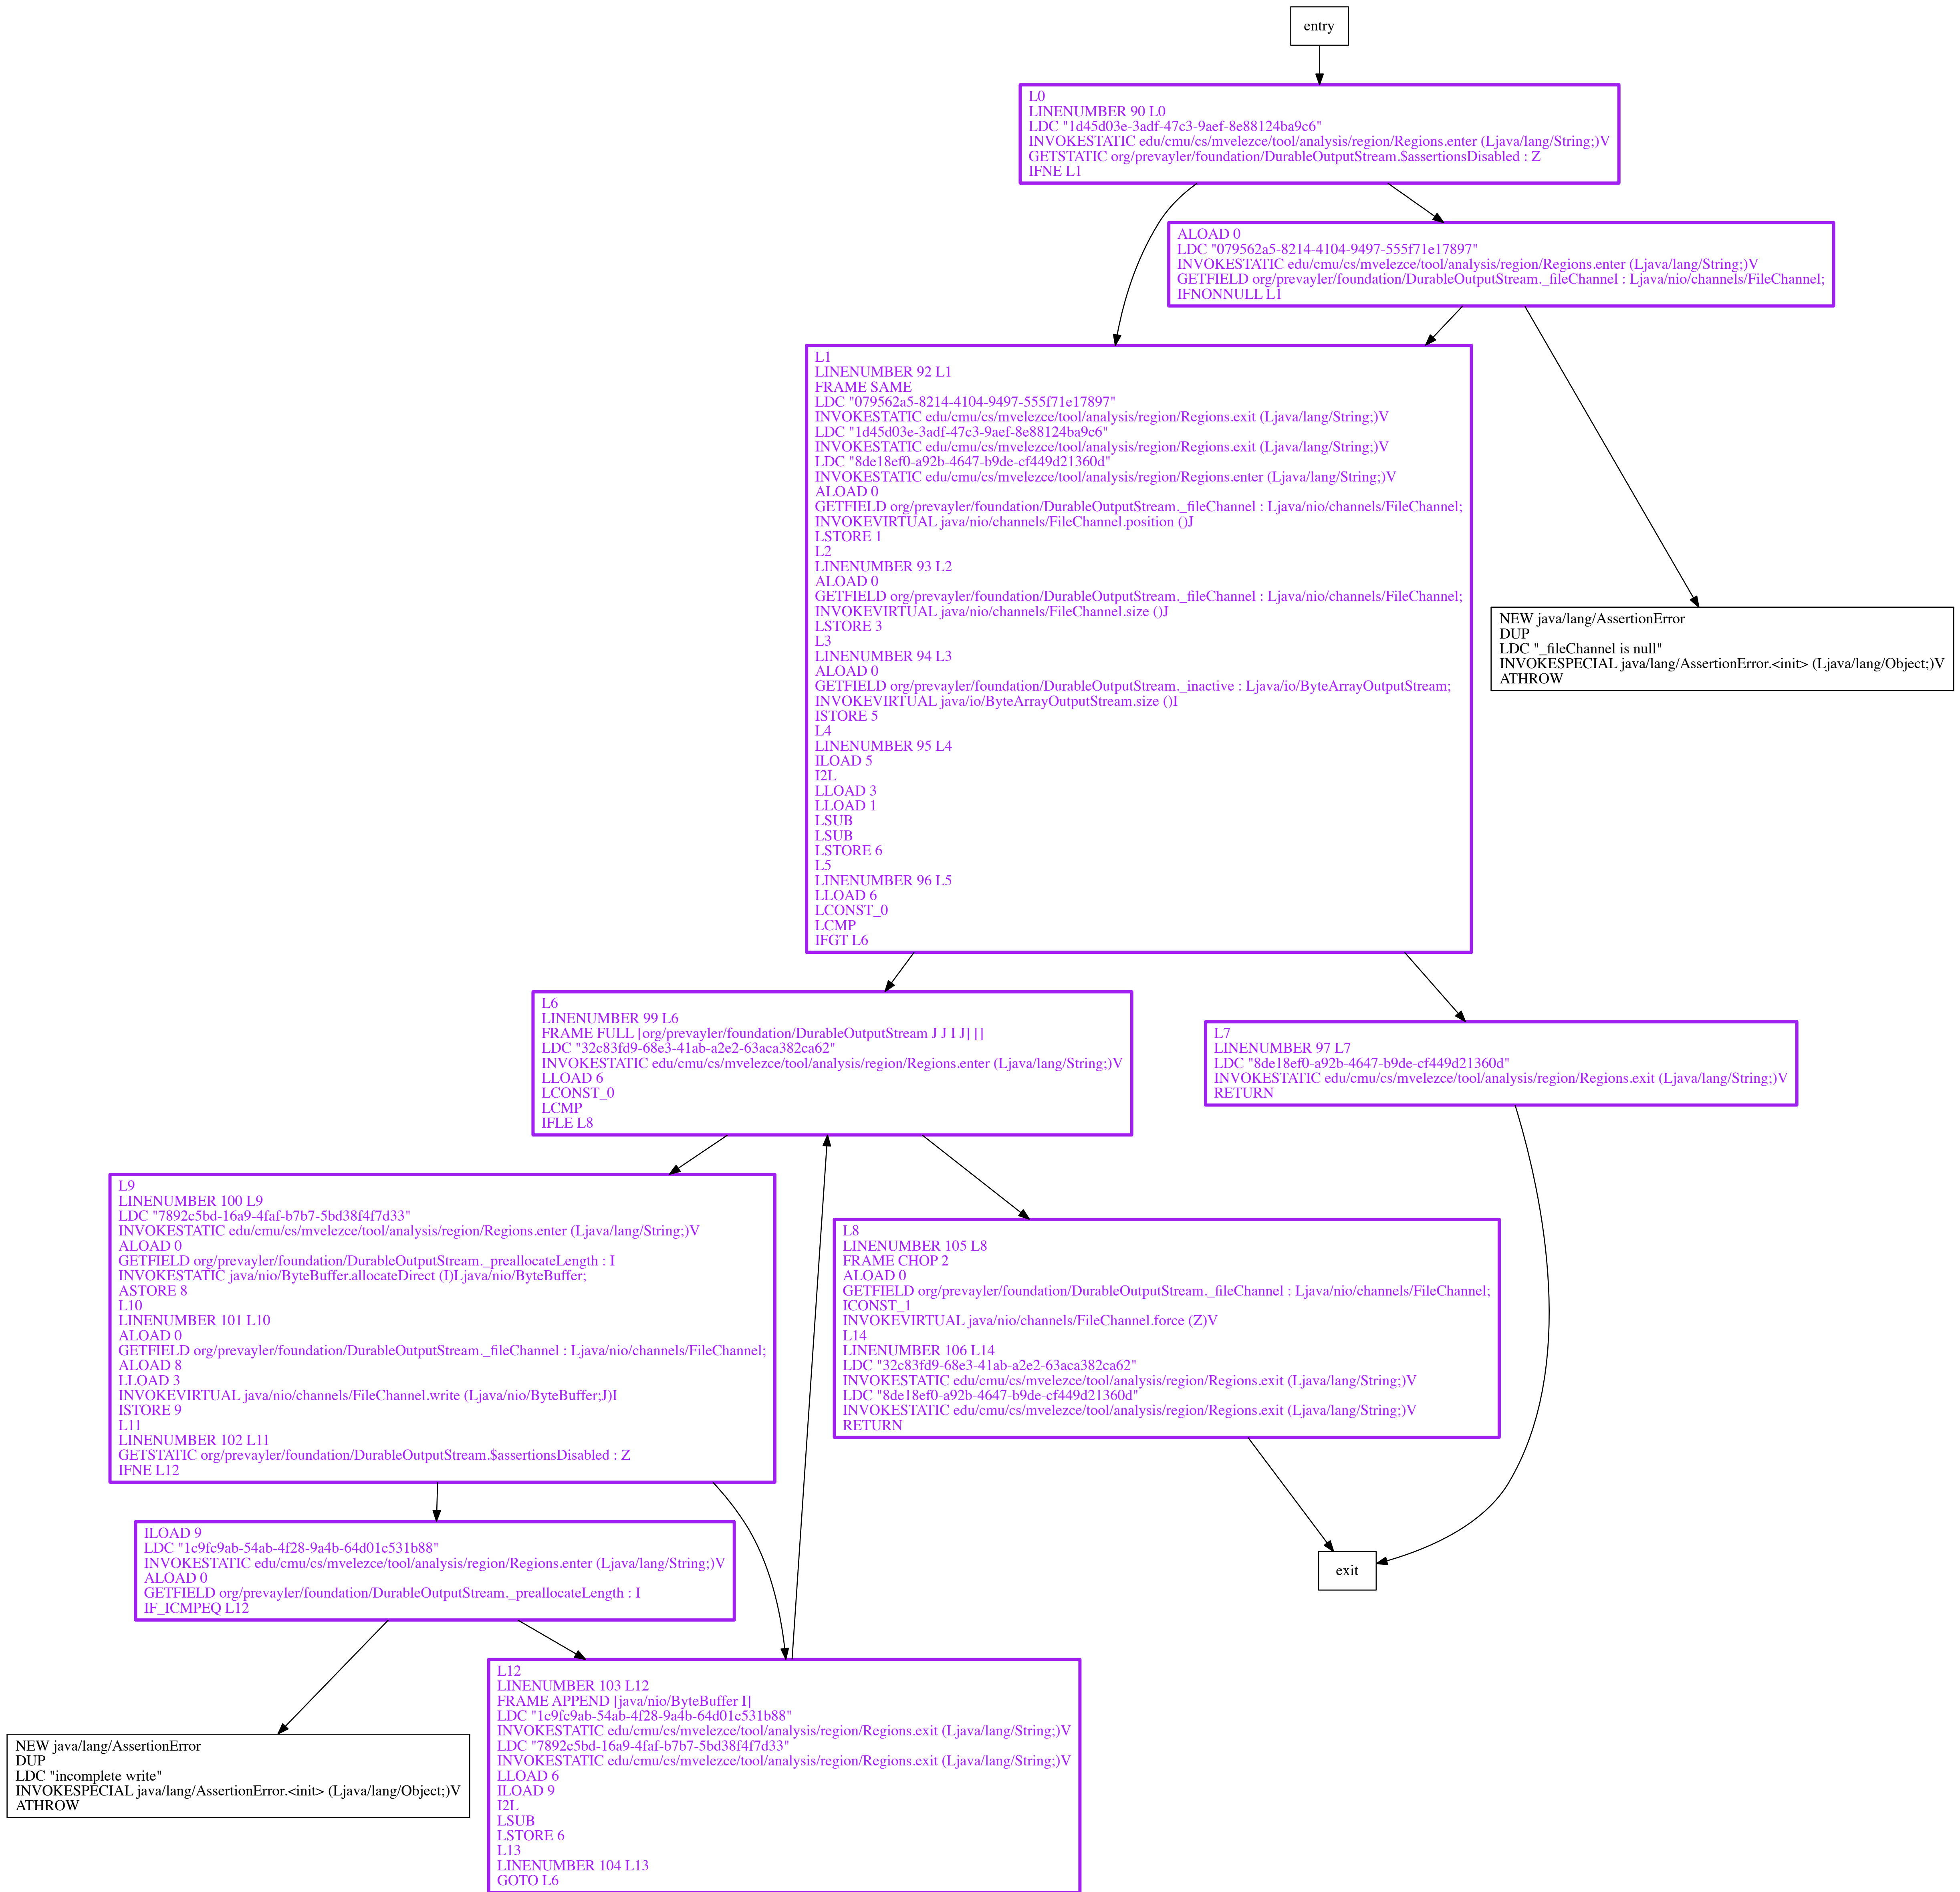 entry
L0
LINENUMBER 90 L0
LDC "1d45d03e-3adf-47c3-9aef-8e88124ba9c6"
INVOKESTATIC edu/cmu/cs/mvelezce/tool/analysis/region/Regions.enter (Ljava/lang/String;)V
GETSTATIC org/prevayler/foundation/DurableOutputStream.$assertionsDisabled : Z
IFNE L1
ALOAD 0
LDC "079562a5-8214-4104-9497-555f71e17897"
INVOKESTATIC edu/cmu/cs/mvelezce/tool/analysis/region/Regions.enter (Ljava/lang/String;)V
GETFIELD org/prevayler/foundation/DurableOutputStream._fileChannel : Ljava/nio/channels/FileChannel;
IFNONNULL L1
L1
LINENUMBER 92 L1
FRAME SAME
LDC "079562a5-8214-4104-9497-555f71e17897"
INVOKESTATIC edu/cmu/cs/mvelezce/tool/analysis/region/Regions.exit (Ljava/lang/String;)V
LDC "1d45d03e-3adf-47c3-9aef-8e88124ba9c6"
INVOKESTATIC edu/cmu/cs/mvelezce/tool/analysis/region/Regions.exit (Ljava/lang/String;)V
LDC "8de18ef0-a92b-4647-b9de-cf449d21360d"
INVOKESTATIC edu/cmu/cs/mvelezce/tool/analysis/region/Regions.enter (Ljava/lang/String;)V
ALOAD 0
GETFIELD org/prevayler/foundation/DurableOutputStream._fileChannel : Ljava/nio/channels/FileChannel;
INVOKEVIRTUAL java/nio/channels/FileChannel.position ()J
LSTORE 1
L2
LINENUMBER 93 L2
ALOAD 0
GETFIELD org/prevayler/foundation/DurableOutputStream._fileChannel : Ljava/nio/channels/FileChannel;
INVOKEVIRTUAL java/nio/channels/FileChannel.size ()J
LSTORE 3
L3
LINENUMBER 94 L3
ALOAD 0
GETFIELD org/prevayler/foundation/DurableOutputStream._inactive : Ljava/io/ByteArrayOutputStream;
INVOKEVIRTUAL java/io/ByteArrayOutputStream.size ()I
ISTORE 5
L4
LINENUMBER 95 L4
ILOAD 5
I2L
LLOAD 3
LLOAD 1
LSUB
LSUB
LSTORE 6
L5
LINENUMBER 96 L5
LLOAD 6
LCONST_0
LCMP
IFGT L6
NEW java/lang/AssertionError
DUP
LDC "_fileChannel is null"
INVOKESPECIAL java/lang/AssertionError.<init> (Ljava/lang/Object;)V
ATHROW
L6
LINENUMBER 99 L6
FRAME FULL [org/prevayler/foundation/DurableOutputStream J J I J] []
LDC "32c83fd9-68e3-41ab-a2e2-63aca382ca62"
INVOKESTATIC edu/cmu/cs/mvelezce/tool/analysis/region/Regions.enter (Ljava/lang/String;)V
LLOAD 6
LCONST_0
LCMP
IFLE L8
L7
LINENUMBER 97 L7
LDC "8de18ef0-a92b-4647-b9de-cf449d21360d"
INVOKESTATIC edu/cmu/cs/mvelezce/tool/analysis/region/Regions.exit (Ljava/lang/String;)V
RETURN
L9
LINENUMBER 100 L9
LDC "7892c5bd-16a9-4faf-b7b7-5bd38f4f7d33"
INVOKESTATIC edu/cmu/cs/mvelezce/tool/analysis/region/Regions.enter (Ljava/lang/String;)V
ALOAD 0
GETFIELD org/prevayler/foundation/DurableOutputStream._preallocateLength : I
INVOKESTATIC java/nio/ByteBuffer.allocateDirect (I)Ljava/nio/ByteBuffer;
ASTORE 8
L10
LINENUMBER 101 L10
ALOAD 0
GETFIELD org/prevayler/foundation/DurableOutputStream._fileChannel : Ljava/nio/channels/FileChannel;
ALOAD 8
LLOAD 3
INVOKEVIRTUAL java/nio/channels/FileChannel.write (Ljava/nio/ByteBuffer;J)I
ISTORE 9
L11
LINENUMBER 102 L11
GETSTATIC org/prevayler/foundation/DurableOutputStream.$assertionsDisabled : Z
IFNE L12
L8
LINENUMBER 105 L8
FRAME CHOP 2
ALOAD 0
GETFIELD org/prevayler/foundation/DurableOutputStream._fileChannel : Ljava/nio/channels/FileChannel;
ICONST_1
INVOKEVIRTUAL java/nio/channels/FileChannel.force (Z)V
L14
LINENUMBER 106 L14
LDC "32c83fd9-68e3-41ab-a2e2-63aca382ca62"
INVOKESTATIC edu/cmu/cs/mvelezce/tool/analysis/region/Regions.exit (Ljava/lang/String;)V
LDC "8de18ef0-a92b-4647-b9de-cf449d21360d"
INVOKESTATIC edu/cmu/cs/mvelezce/tool/analysis/region/Regions.exit (Ljava/lang/String;)V
RETURN
ILOAD 9
LDC "1c9fc9ab-54ab-4f28-9a4b-64d01c531b88"
INVOKESTATIC edu/cmu/cs/mvelezce/tool/analysis/region/Regions.enter (Ljava/lang/String;)V
ALOAD 0
GETFIELD org/prevayler/foundation/DurableOutputStream._preallocateLength : I
IF_ICMPEQ L12
exit
NEW java/lang/AssertionError
DUP
LDC "incomplete write"
INVOKESPECIAL java/lang/AssertionError.<init> (Ljava/lang/Object;)V
ATHROW
L12
LINENUMBER 103 L12
FRAME APPEND [java/nio/ByteBuffer I]
LDC "1c9fc9ab-54ab-4f28-9a4b-64d01c531b88"
INVOKESTATIC edu/cmu/cs/mvelezce/tool/analysis/region/Regions.exit (Ljava/lang/String;)V
LDC "7892c5bd-16a9-4faf-b7b7-5bd38f4f7d33"
INVOKESTATIC edu/cmu/cs/mvelezce/tool/analysis/region/Regions.exit (Ljava/lang/String;)V
LLOAD 6
ILOAD 9
I2L
LSUB
LSTORE 6
L13
LINENUMBER 104 L13
GOTO L6